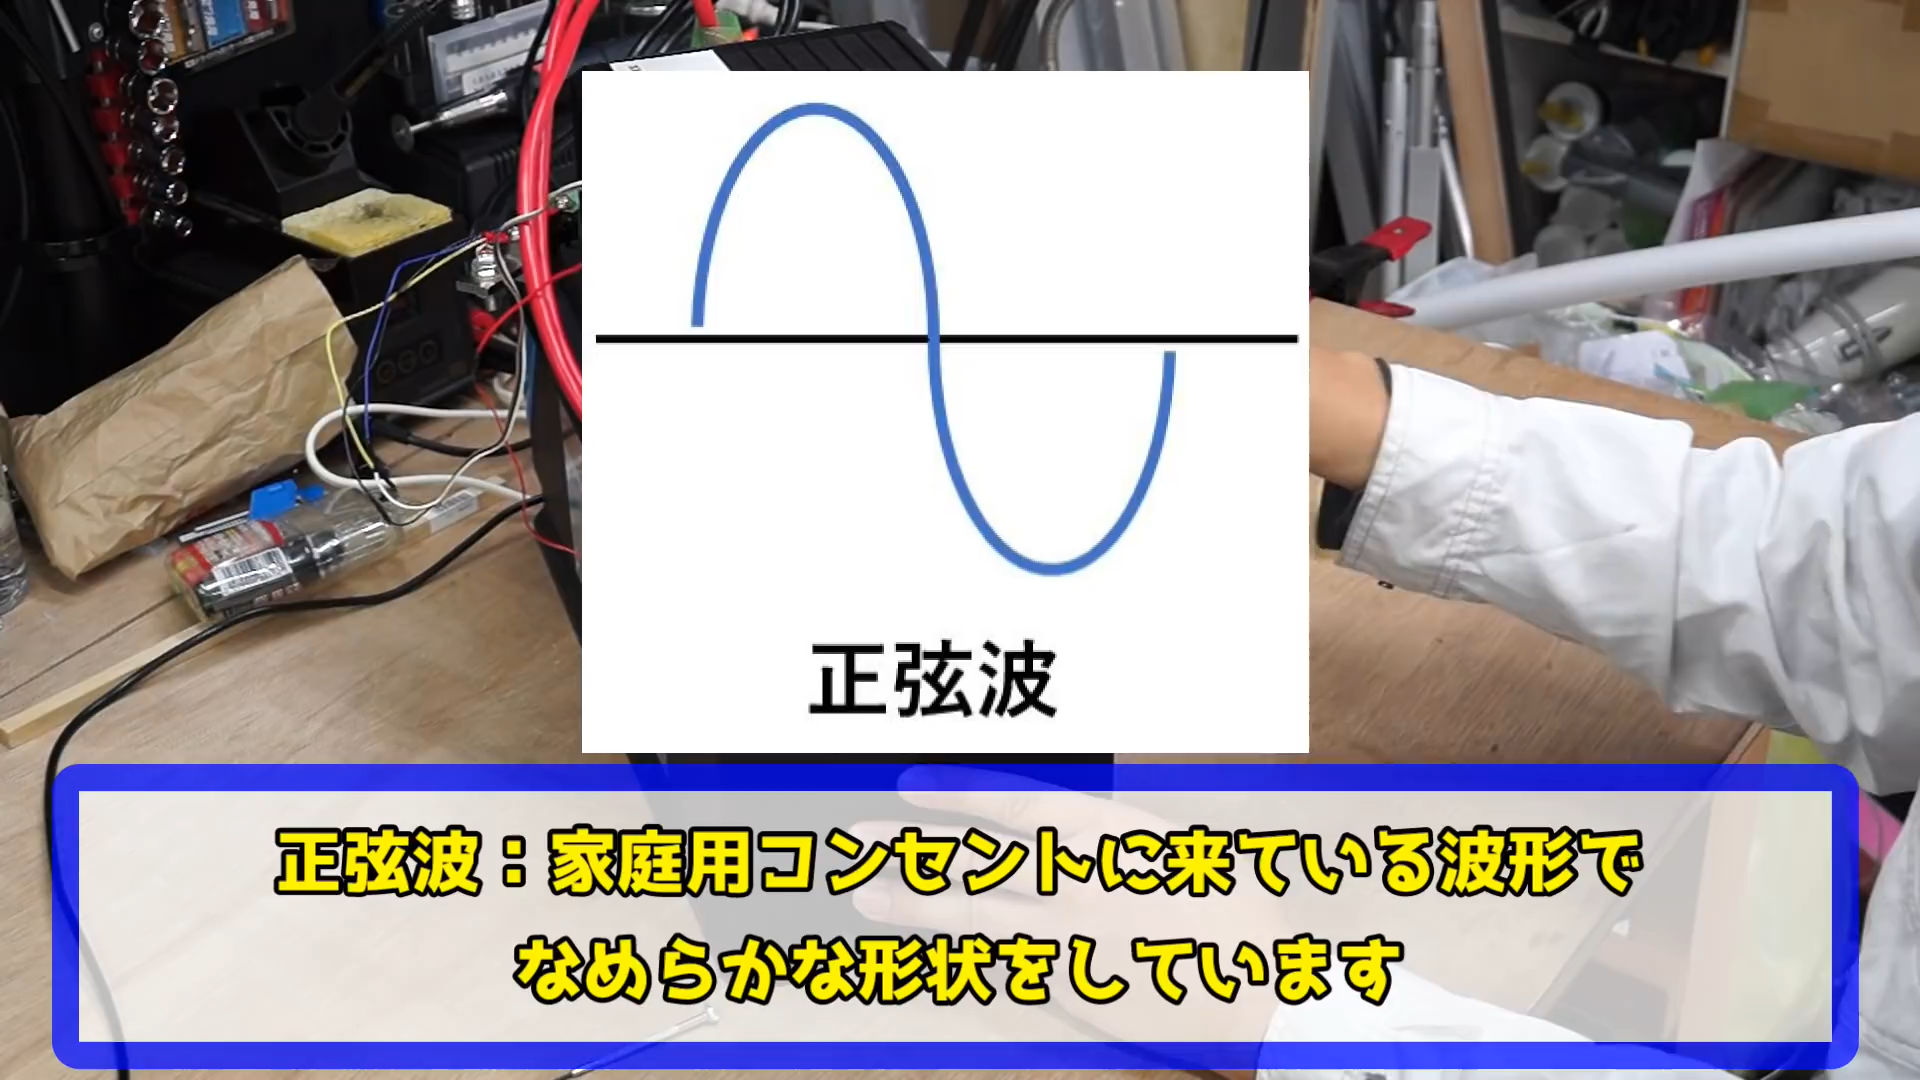 正弦波
正弦波：家庭用コンセントに来ている波形で
なめらかな形状をしています